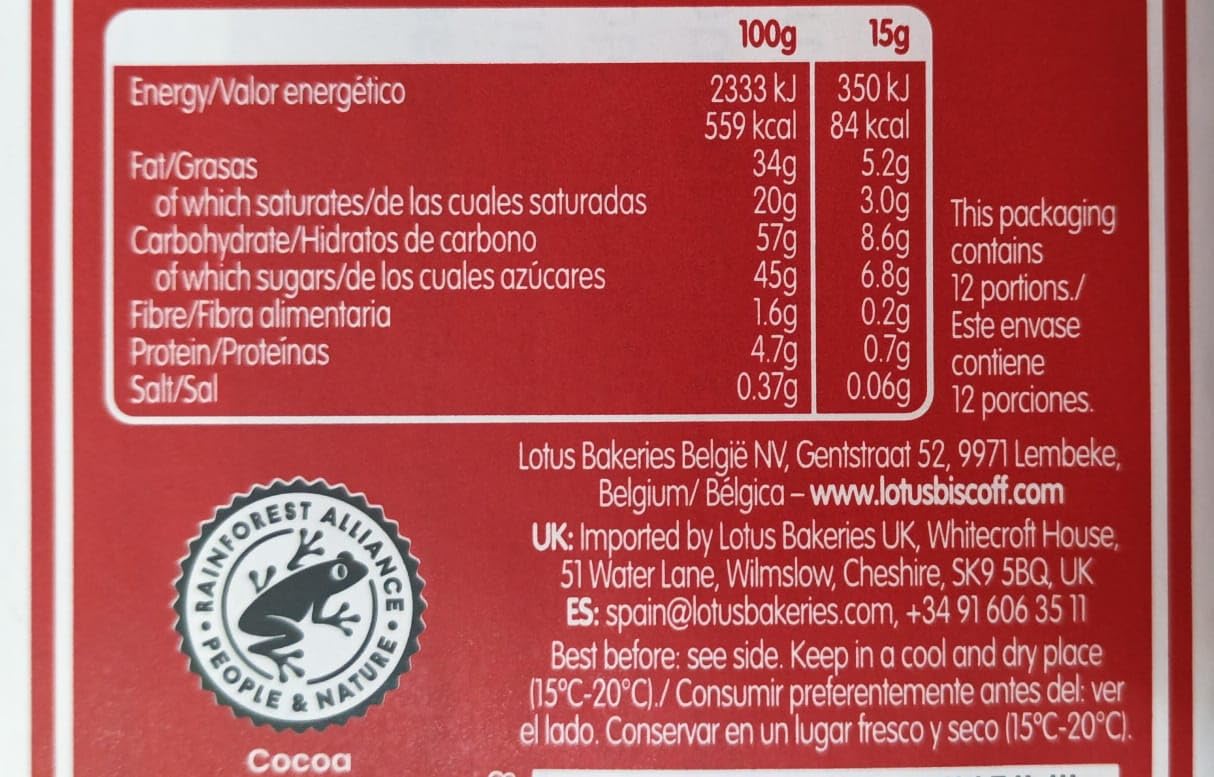 100g 15g
Energy/Valor energético 2333 kJ 350 kJ
559 kcal 84 kcal
Fat/Grasas 34g 5.2g
of which saturates/de las cuales saturadas 20g 3.0g
Carbohydrate/Hidratos de carbono 57g 8.6g
of which sugars/de los cuales azúcares 45g 6.8g
Fibre/Fibra alimentaria 1.6g 0.2g
Protein/Proteínas 4.7g 0.7g
Salt/Sal 0.37g 0.06g
This packaging
contains
12 portions./
Este envase
contiene
12 porciones.
Lotus Bakeries België NV, Gentstraat 52, 9971 Lembeke,
Belgium/ Bélgica – www.lotusbiscoff.com
UK: Imported by Lotus Bakeries UK, Whitecroft House,
51 Water Lane, Wilmslow, Cheshire, SK9 5BQ, UK
ES: spain@lotusbakeries.com, +34 91 606 35 11
Best before: see side. Keep in a cool and dry place
(15°C-20°C)./ Consumir preferentemente antes del: ver
el lado. Conservar en un lugar fresco y seco (15°C-20°C).
RAINFOREST ALLIANCE
• PEOPLE & NATURE •
Cocoa